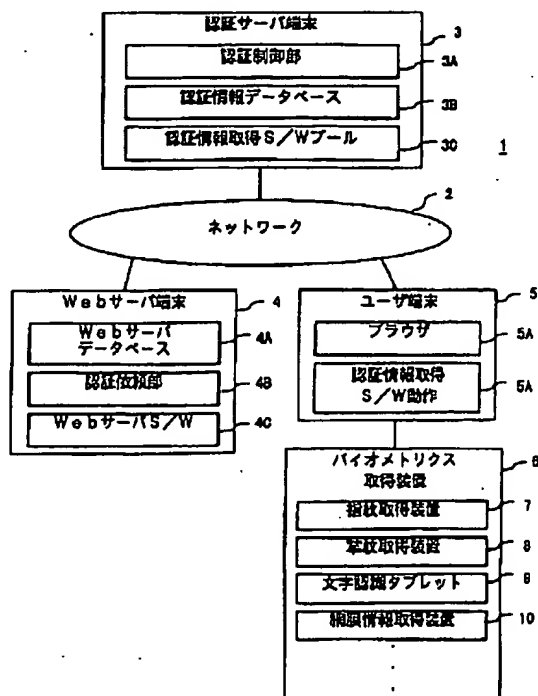 認証サーバ端末
3
認証制御部
3A
認証情報データベース
3B
認証情報取得S/Wプール
3C
1
2
ネットワーク
Webサーバ端末
4
Webサーバ
データベース
4A
認証依頼部
4B
WebサーバS/W
4C
ユーザ端末
5
ブラウザ
5A
認証情報取得
S/W動作
5A
バイオメトリクス
取得装置
6
指紋取得装置
7
掌紋取得装置
8
文字認識タブレット
9
網膜情報取得装置
10